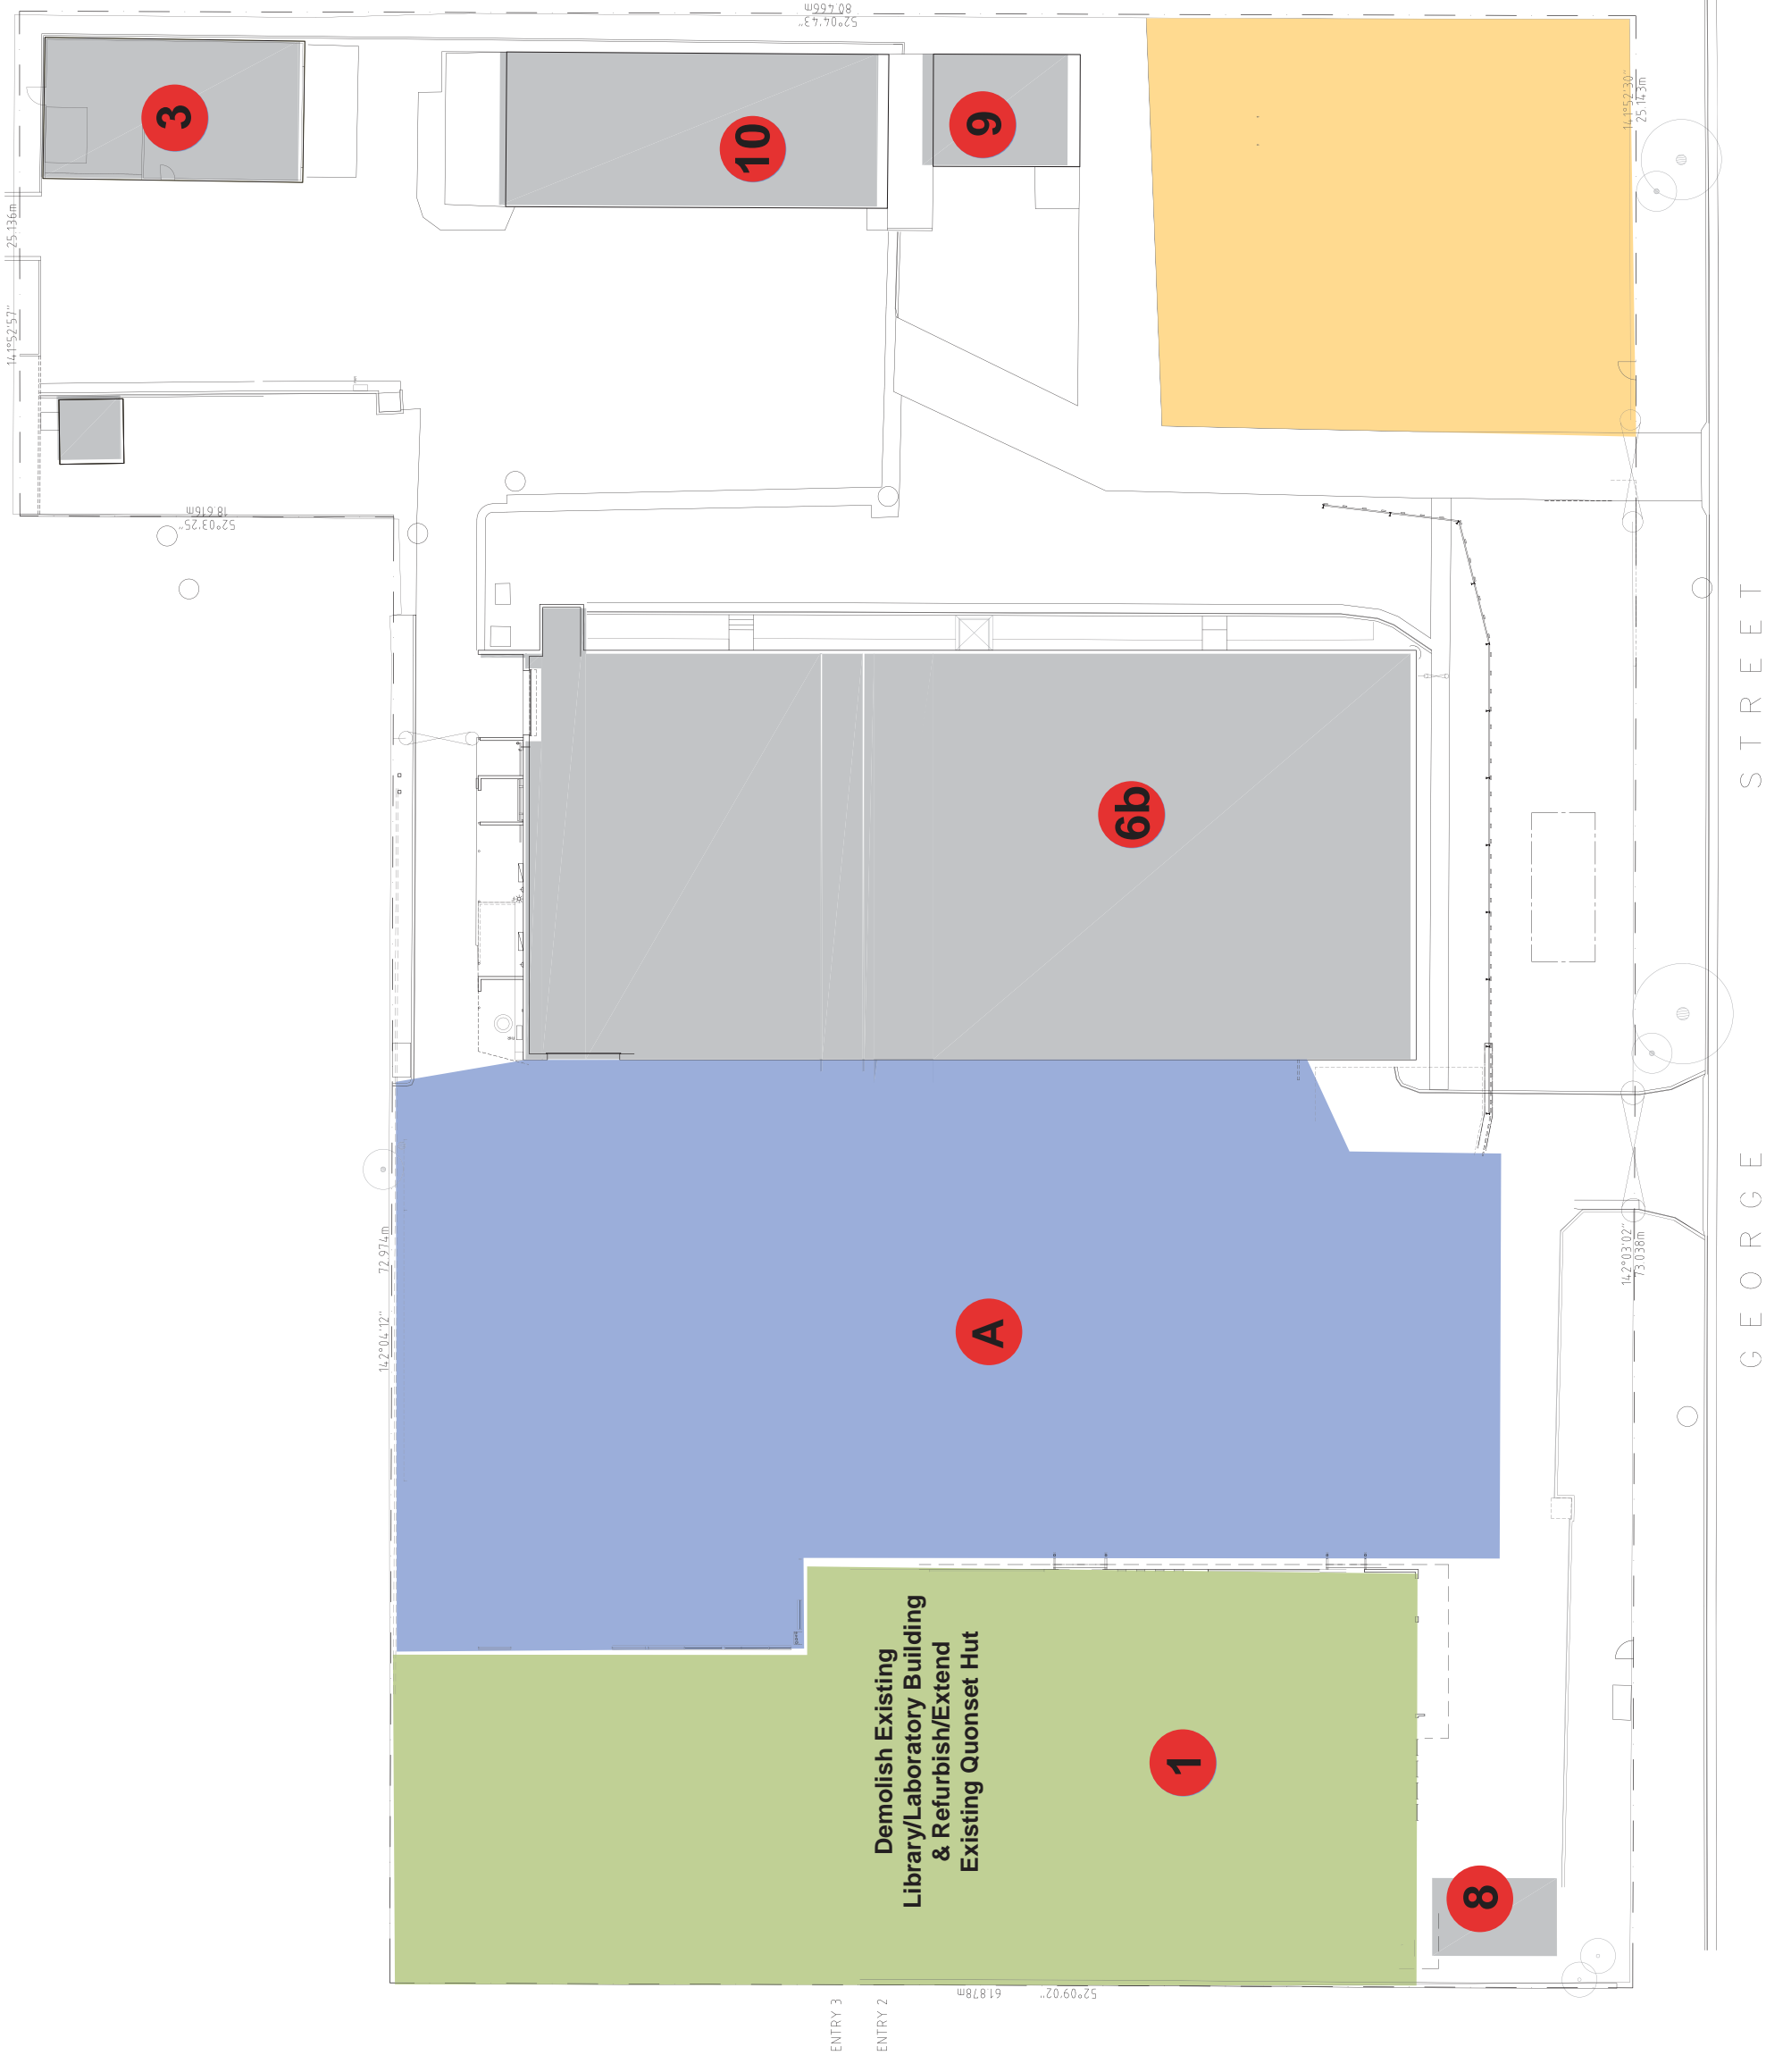 80.466m
52°04'43"
3
10
9
141°52'30"
25.143m
25.136m
141°52'57"
18.616m
52°03'25"
6b
STREET
GEORGE
72.974m
142°04'12"
142°03'02"
73.038m
A
Demolish Existing
Library/Laboratory Building
& Refurbish/Extend
Existing Quonset Hut
1
8
61.878m
52°09'02"
ENTRY 3
ENTRY 2